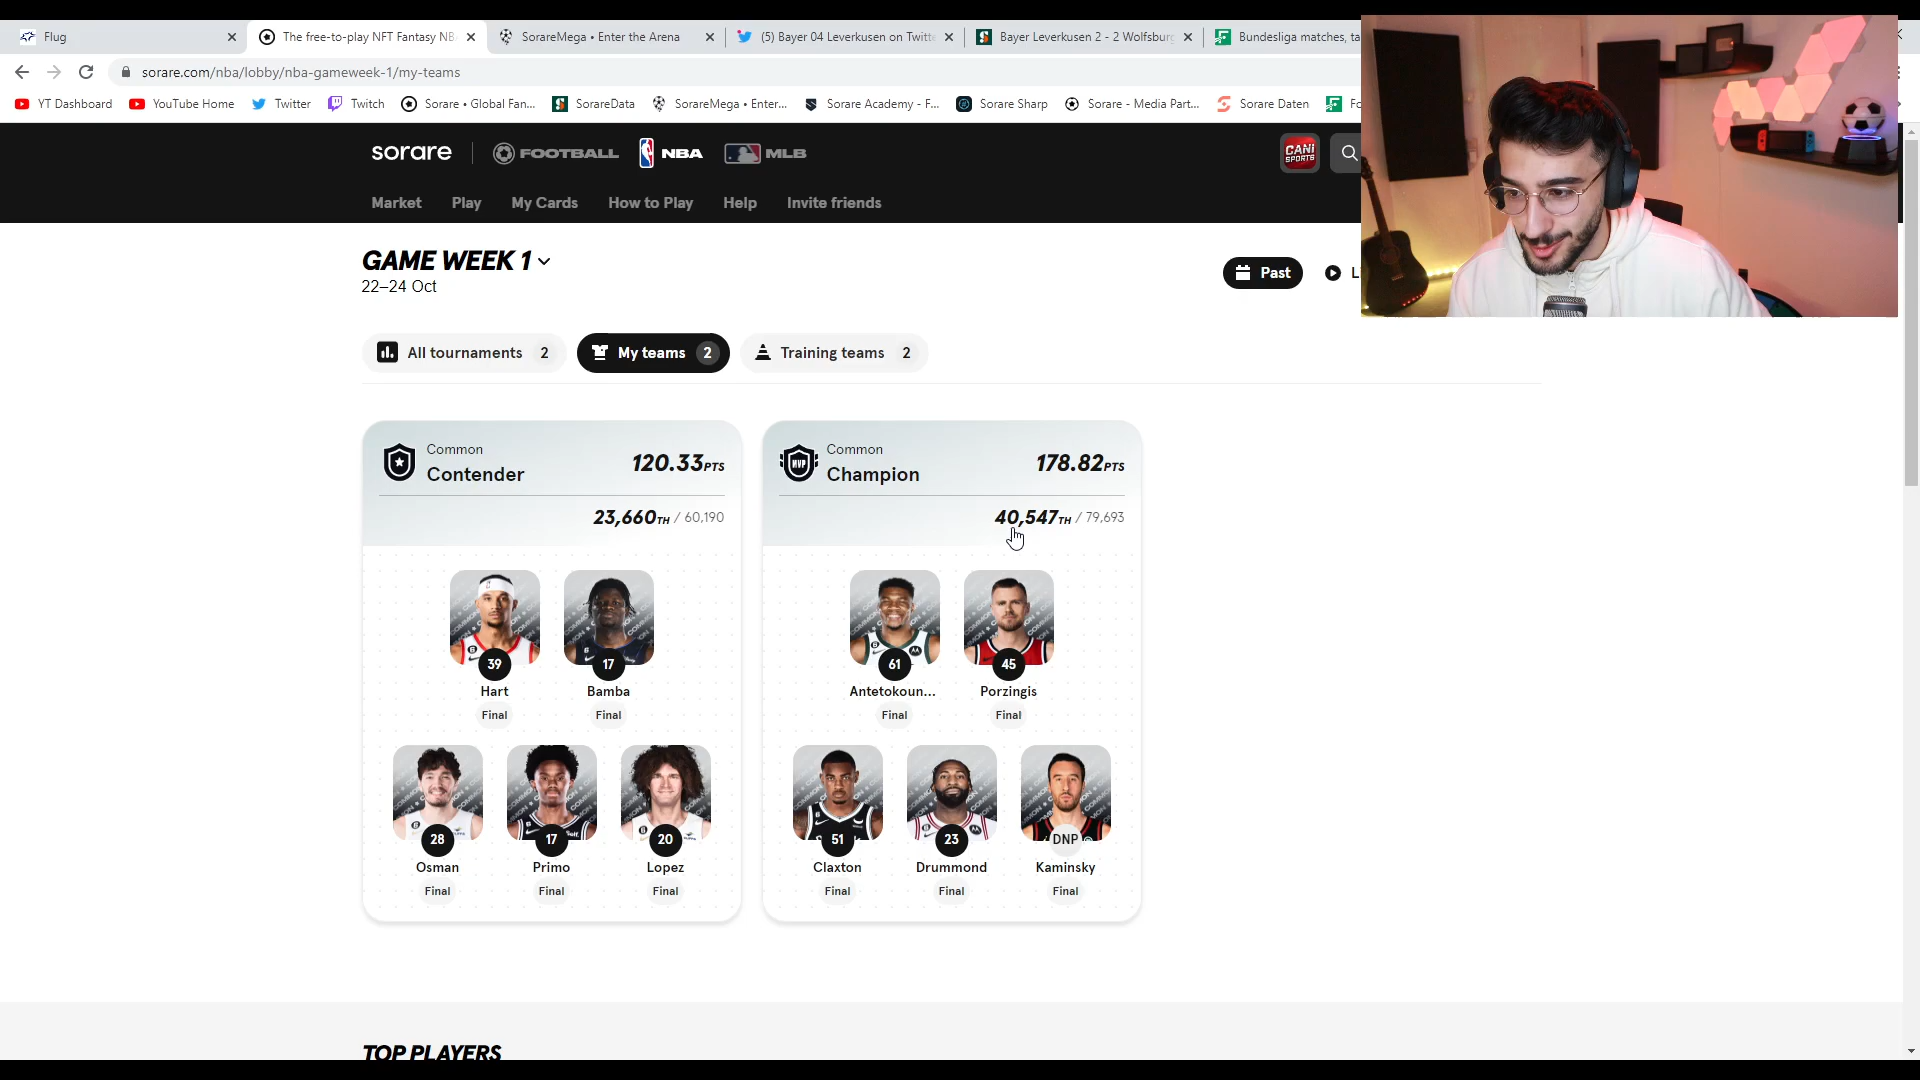 Flug
The free-to-play NFT Fantasy NB
SorareMega • Enter the Arena
(5) Bayer 04 Leverkusen on Twitte
Bayer Leverkusen 2 - 2 Wolfsburg
Bundesliga matches, ta
sorare.com/nba/lobby/nba-gameweek-1/my-teams
YT Dashboard
YouTube Home
Twitter
Twitch
Sorare • Global Fan...
SorareData
SorareMega • Enter...
Sorare Academy - F...
Sorare Sharp
Sorare - Media Part...
Sorare Daten
Fo
sorare
FOOTBALL
NBA
MLB
CANI SPORTS
Market
Play
My Cards
How to Play
Help
Invite friends
GAME WEEK 1
22–24 Oct
Past
L
All tournaments 2
My teams 2
Training teams 2
Common
Contender
120.33PTS
23,660TH / 60,190
39
17
Hart
Bamba
Final
Final
28
17
20
Osman
Primo
Lopez
Final
Final
Final
Common
Champion
MVP
178.82PTS
40,547TH / 79,693
61
45
Antetokoun...
Porzingis
Final
Final
51
23
DNP
Claxton
Drummond
Kaminsky
Final
Final
Final
TOP PLAYERS